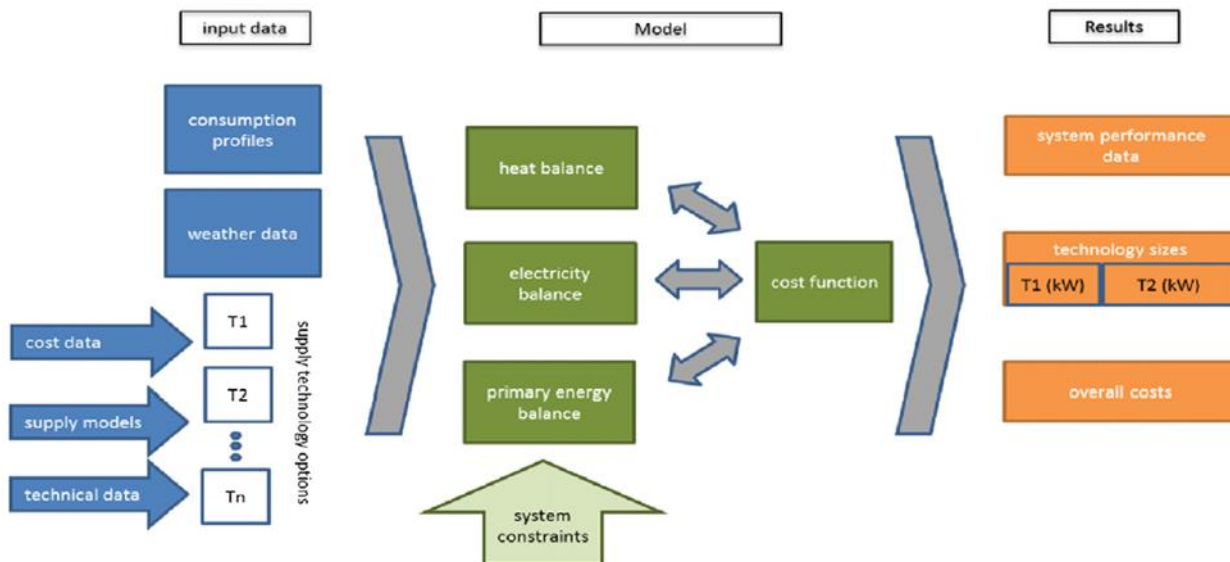 input data
Model
Results
consumption
profiles
weather data
cost data
supply models
technical data
T1
T2
Tn
supply technology options
heat balance
electricity
balance
primary energy
balance
cost function
system
constraints
system performance
data
technology sizes
T1 (kW)
T2 (kW)
overall costs